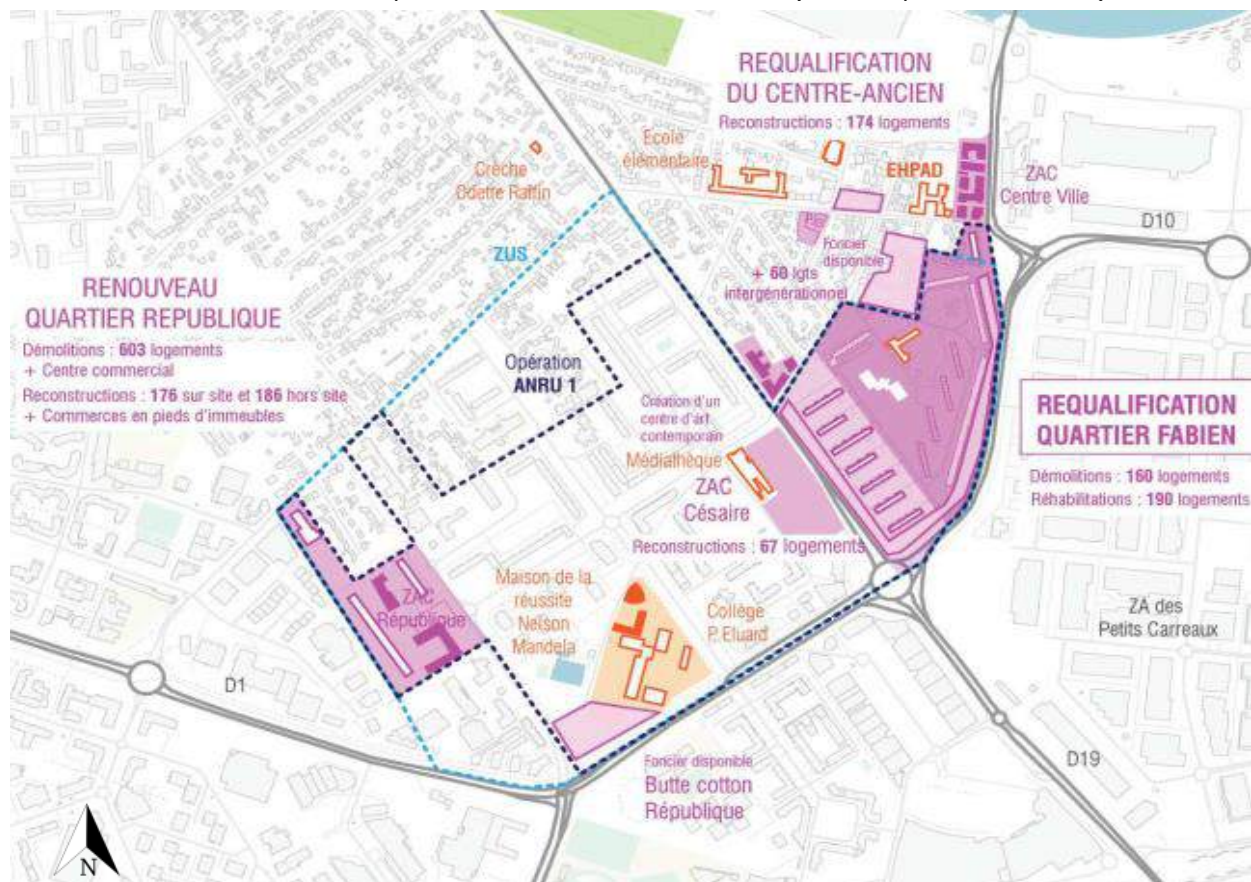 REQUALIFICATION
DU CENTRE-ANCIEN
Reconstructions : 174 logements
Ecole
élémentaire
Crèche
Odette Raffin
EHPAD
ZAC
Centre Ville
D10
ZUS
Foncier
disponible
+ 60 lgts
intergénérationnel
RENOUVEAU
QUARTIER REPUBLIQUE
Démolitions : 603 logements
+ Centre commercial
Reconstructions : 176 sur site et 186 hors site
+ Commerces en pieds d'immeubles
Opération
ANRU 1
Création d'un
centre d'art
contemporain
Médiathèque
ZAC
Césaire
Reconstructions : 67 logements
REQUALIFICATION
QUARTIER FABIEN
Démolitions : 160 logements
Réhabilitations : 190 logements
ZAC
République
Maison de la
réussite
Nelson
Mandela
Collège
P. Eluard
ZA des
Petits Carreaux
D1
D19
Foncier disponible
Butte cotton
République
N